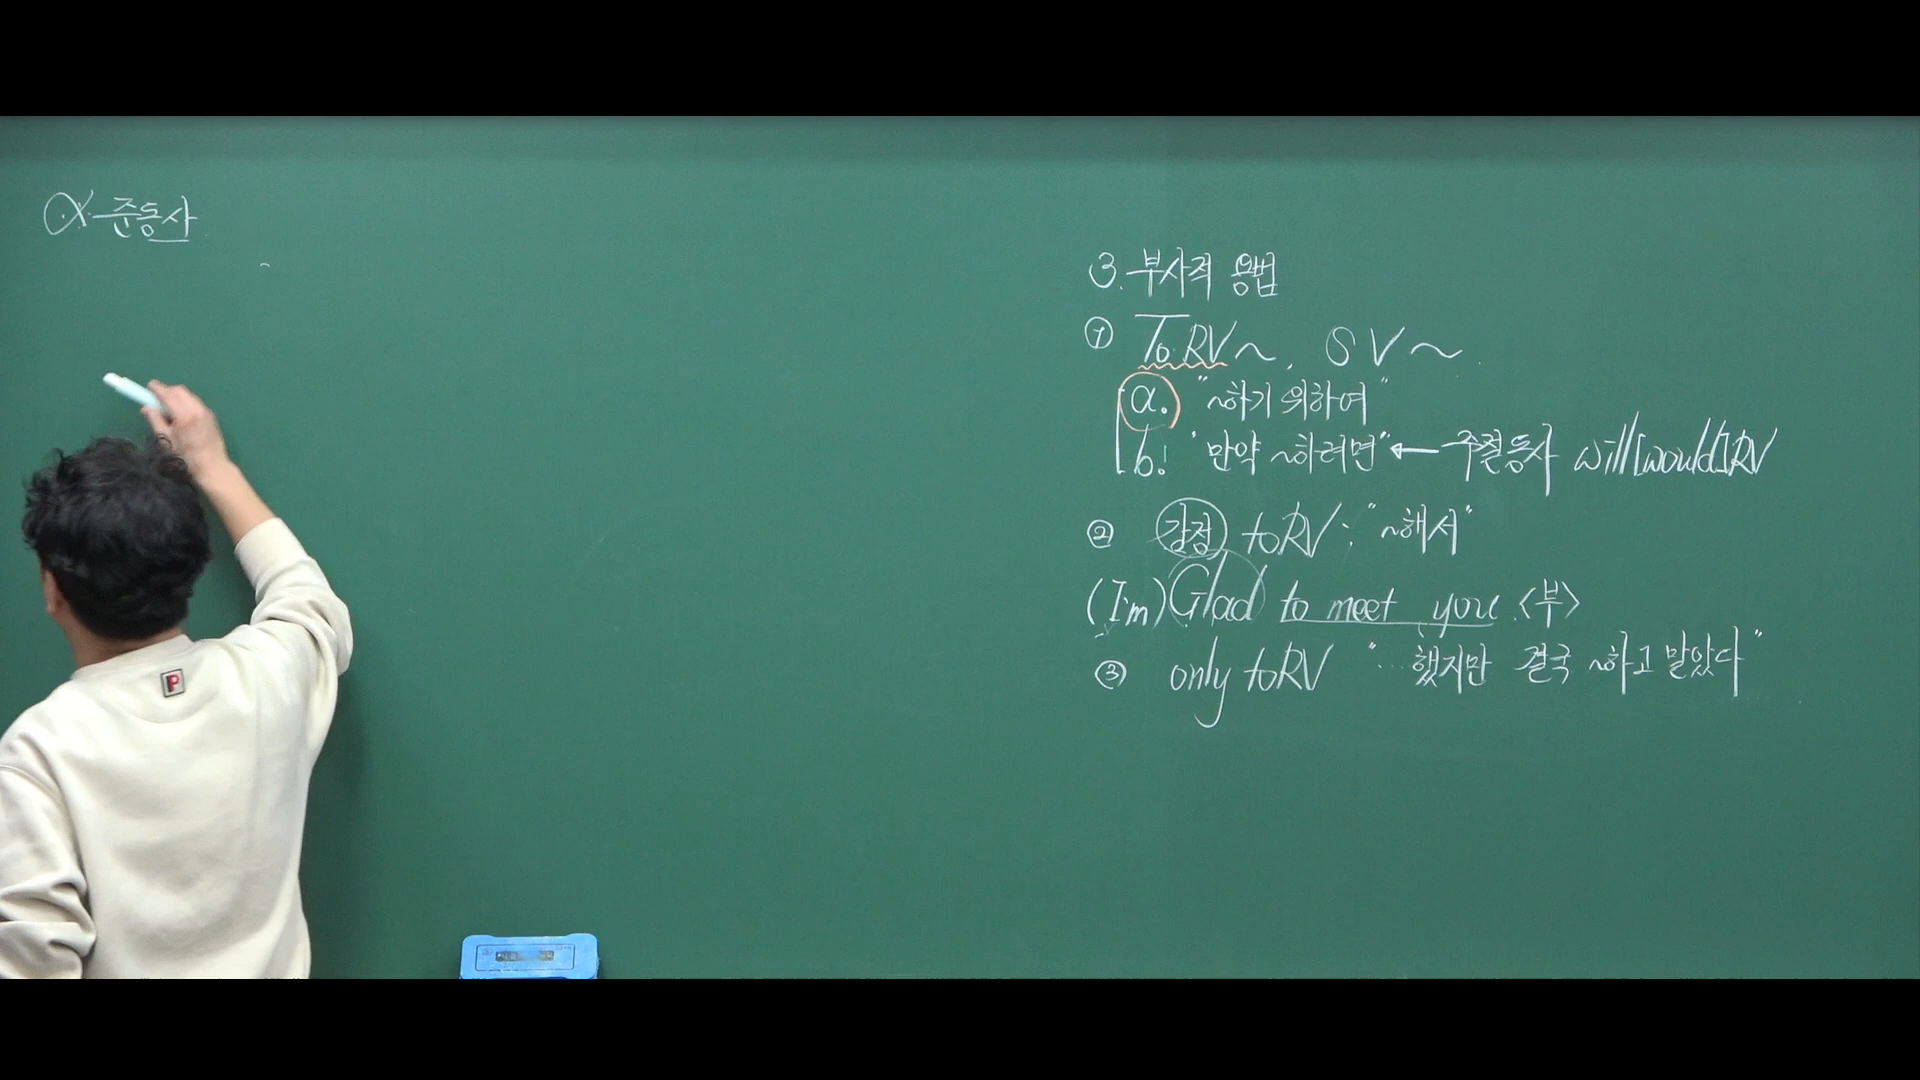 α 준동사
3. 부사적 용법
① To RV~, S V ~.
a. "~하기 위하여"
b. "만약 ~하려면" ← 주절동사 will[would]RV
② 감정 to RV : "~해서"
(I'm) Glad to meet you <부>
③ only to RV "…했지만 결국 ~하고 말았다"
P